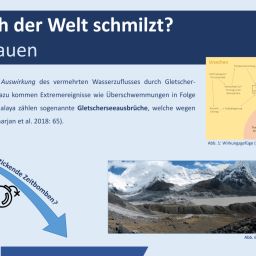 h der Welt schmilzt?
auen
Auswirkung des vermehrten Wasserzuflusses durch Gletscher-
azu kommen Extremereignisse wie Überschwemmungen in Folge
alaya zählen sogenannte Gletscherseeausbrüche, welche wegen
arjan et al. 2018: 65).
Ursachen
Abb. 1: Wirkungsgefüge
tickende Zeitbomben?
Abb. 6